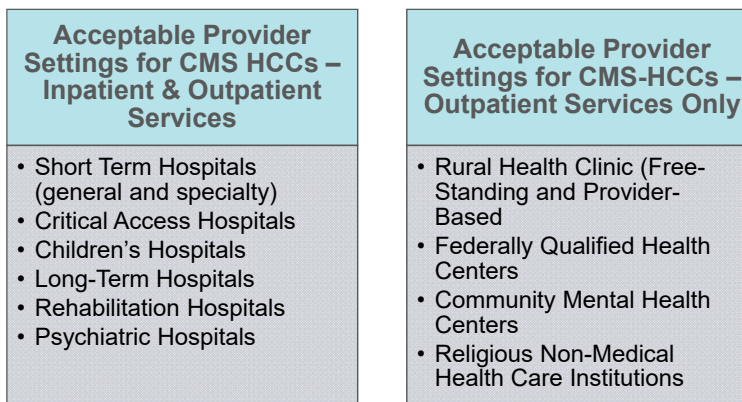 Acceptable Provider
Settings for CMS HCCs –
Inpatient & Outpatient
Services
• Short Term Hospitals
(general and specialty)
• Critical Access Hospitals
• Children's Hospitals
• Long-Term Hospitals
• Rehabilitation Hospitals
• Psychiatric Hospitals
Acceptable Provider
Settings for CMS-HCCs –
Outpatient Services Only
• Rural Health Clinic (Free-
Standing and Provider-
Based
• Federally Qualified Health
Centers
• Community Mental Health
Centers
• Religious Non-Medical
Health Care Institutions